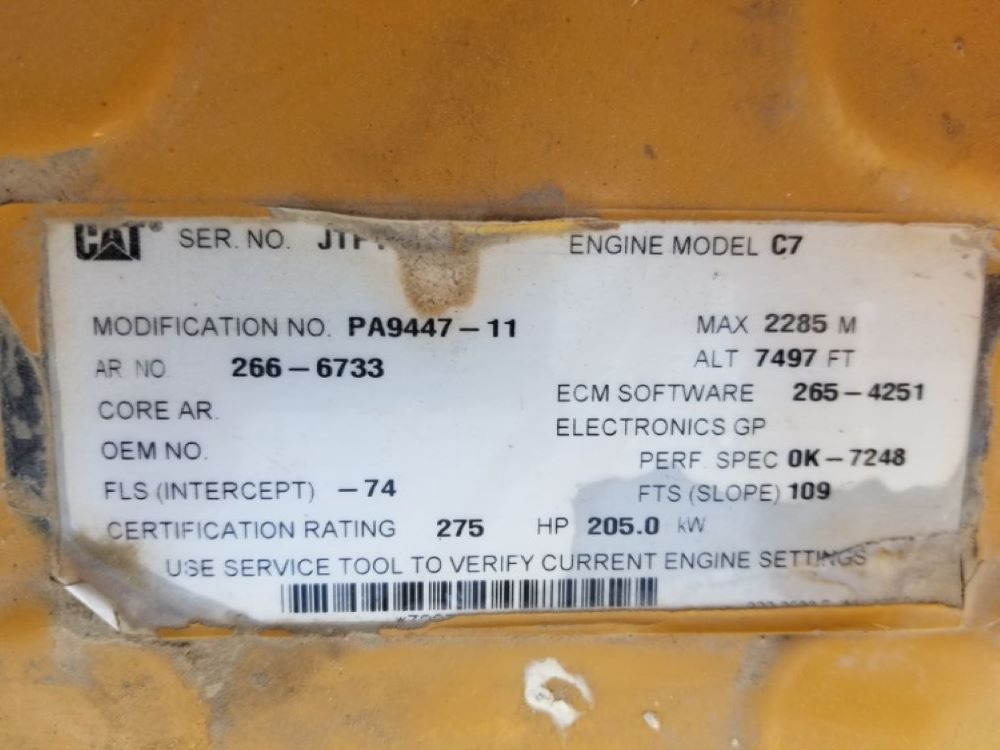 CAT® SER. NO. ENGINE MODEL C7
MODIFICATION NO. PA9447-11 MAX 2285 M
AR NO. 266-6733 ALT 7497 FT
CORE AR. ECM SOFTWARE 265-4251
OEM NO. ELECTRONICS GP
PERF. SPEC 0K-7248
FLS (INTERCEPT) -74 FTS (SLOPE) 109
CERTIFICATION RATING 275 HP 205.0 kW
USE SERVICE TOOL TO VERIFY CURRENT ENGINE SETTINGS